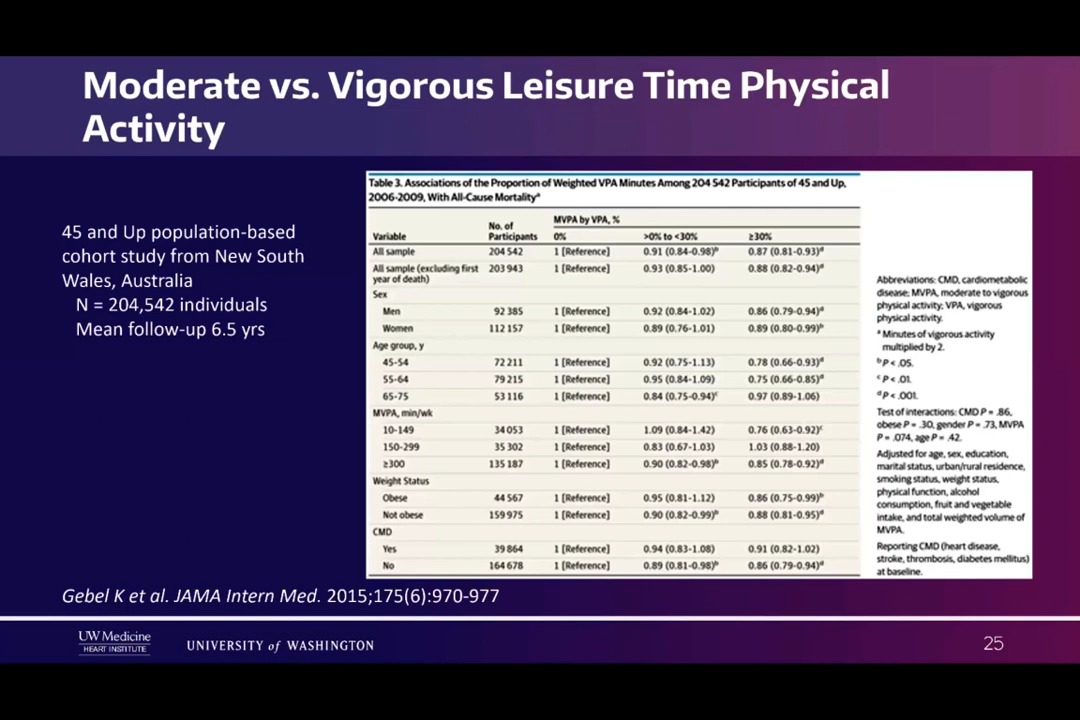 Moderate vs. Vigorous Leisure Time Physical
Activity
45 and Up population-based
cohort study from New South
Wales, Australia
N = 204,542 individuals
Mean follow-up 6.5 yrs
Table 3. Associations of the Proportion of Weighted VPA Minutes Among 204 542 Participants of 45 and Up,
2006-2009, With All-Cause Mortalityᵃ
MVPA by VPA, %
Variable No. of Participants 0% >0% to <30% ≥30%
All sample 204 542 1 [Reference] 0.91 (0.84-0.98)ᵇ 0.87 (0.81-0.93)ᵈ
All sample (excluding first year of death) 203 943 1 [Reference] 0.93 (0.85-1.00) 0.88 (0.82-0.94)ᵈ
Sex
Men 92 385 1 [Reference] 0.92 (0.84-1.02) 0.86 (0.79-0.94)ᵈ
Women 112 157 1 [Reference] 0.89 (0.76-1.01) 0.89 (0.80-0.99)ᵇ
Age group, y
45-54 72 211 1 [Reference] 0.92 (0.75-1.13) 0.78 (0.66-0.93)ᵈ
55-64 79 215 1 [Reference] 0.95 (0.84-1.09) 0.75 (0.66-0.85)ᵈ
65-75 53 116 1 [Reference] 0.84 (0.75-0.94)ᶜ 0.97 (0.89-1.06)
MVPA, min/wk
10-149 34 053 1 [Reference] 1.09 (0.84-1.42) 0.76 (0.63-0.92)ᶜ
150-299 35 302 1 [Reference] 0.83 (0.67-1.03) 1.03 (0.88-1.20)
≥300 135 187 1 [Reference] 0.90 (0.82-0.98)ᵇ 0.85 (0.78-0.92)ᵈ
Weight Status
Obese 44 567 1 [Reference] 0.95 (0.81-1.12) 0.86 (0.75-0.99)ᵇ
Not obese 159 975 1 [Reference] 0.90 (0.82-0.99)ᵇ 0.88 (0.81-0.95)ᵈ
CMD
Yes 39 864 1 [Reference] 0.94 (0.83-1.08) 0.91 (0.82-1.02)
No 164 678 1 [Reference] 0.89 (0.81-0.98)ᵇ 0.86 (0.79-0.94)ᵈ
Abbreviations: CMD, cardiometabolic
disease; MVPA, moderate to vigorous
physical activity; VPA, vigorous
physical activity.
ᵃ Minutes of vigorous activity
multiplied by 2.
ᵇ P < .05.
ᶜ P < .01.
ᵈ P < .001.
Test of interactions: CMD P = .86,
obese P = .30, gender P = .73, MVPA
P = .074, age P = .42.
Adjusted for age, sex, education,
marital status, urban/rural residence,
smoking status, weight status,
physical function, alcohol
consumption, fruit and vegetable
intake, and total weighted volume of
MVPA.
Reporting CMD (heart disease,
stroke, thrombosis, diabetes mellitus)
at baseline.
Gebel K et al. JAMA Intern Med. 2015;175(6):970-977
UW Medicine
HEART INSTITUTE
UNIVERSITY of WASHINGTON
25